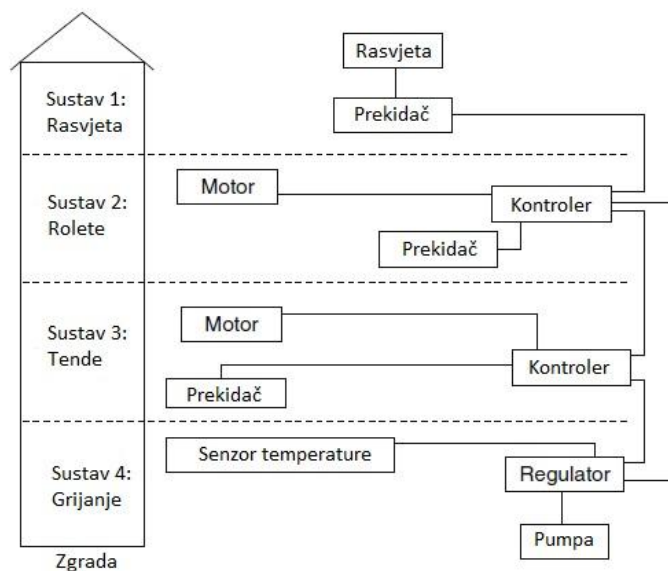 Rasvjeta
Sustav 1:
Rasvjeta
Prekidač
Sustav 2:
Rolete
Motor
Kontroler
Prekidač
Sustav 3:
Tende
Motor
Kontroler
Prekidač
Sustav 4:
Grijanje
Senzor temperature
Regulator
Pumpa
Zgrada